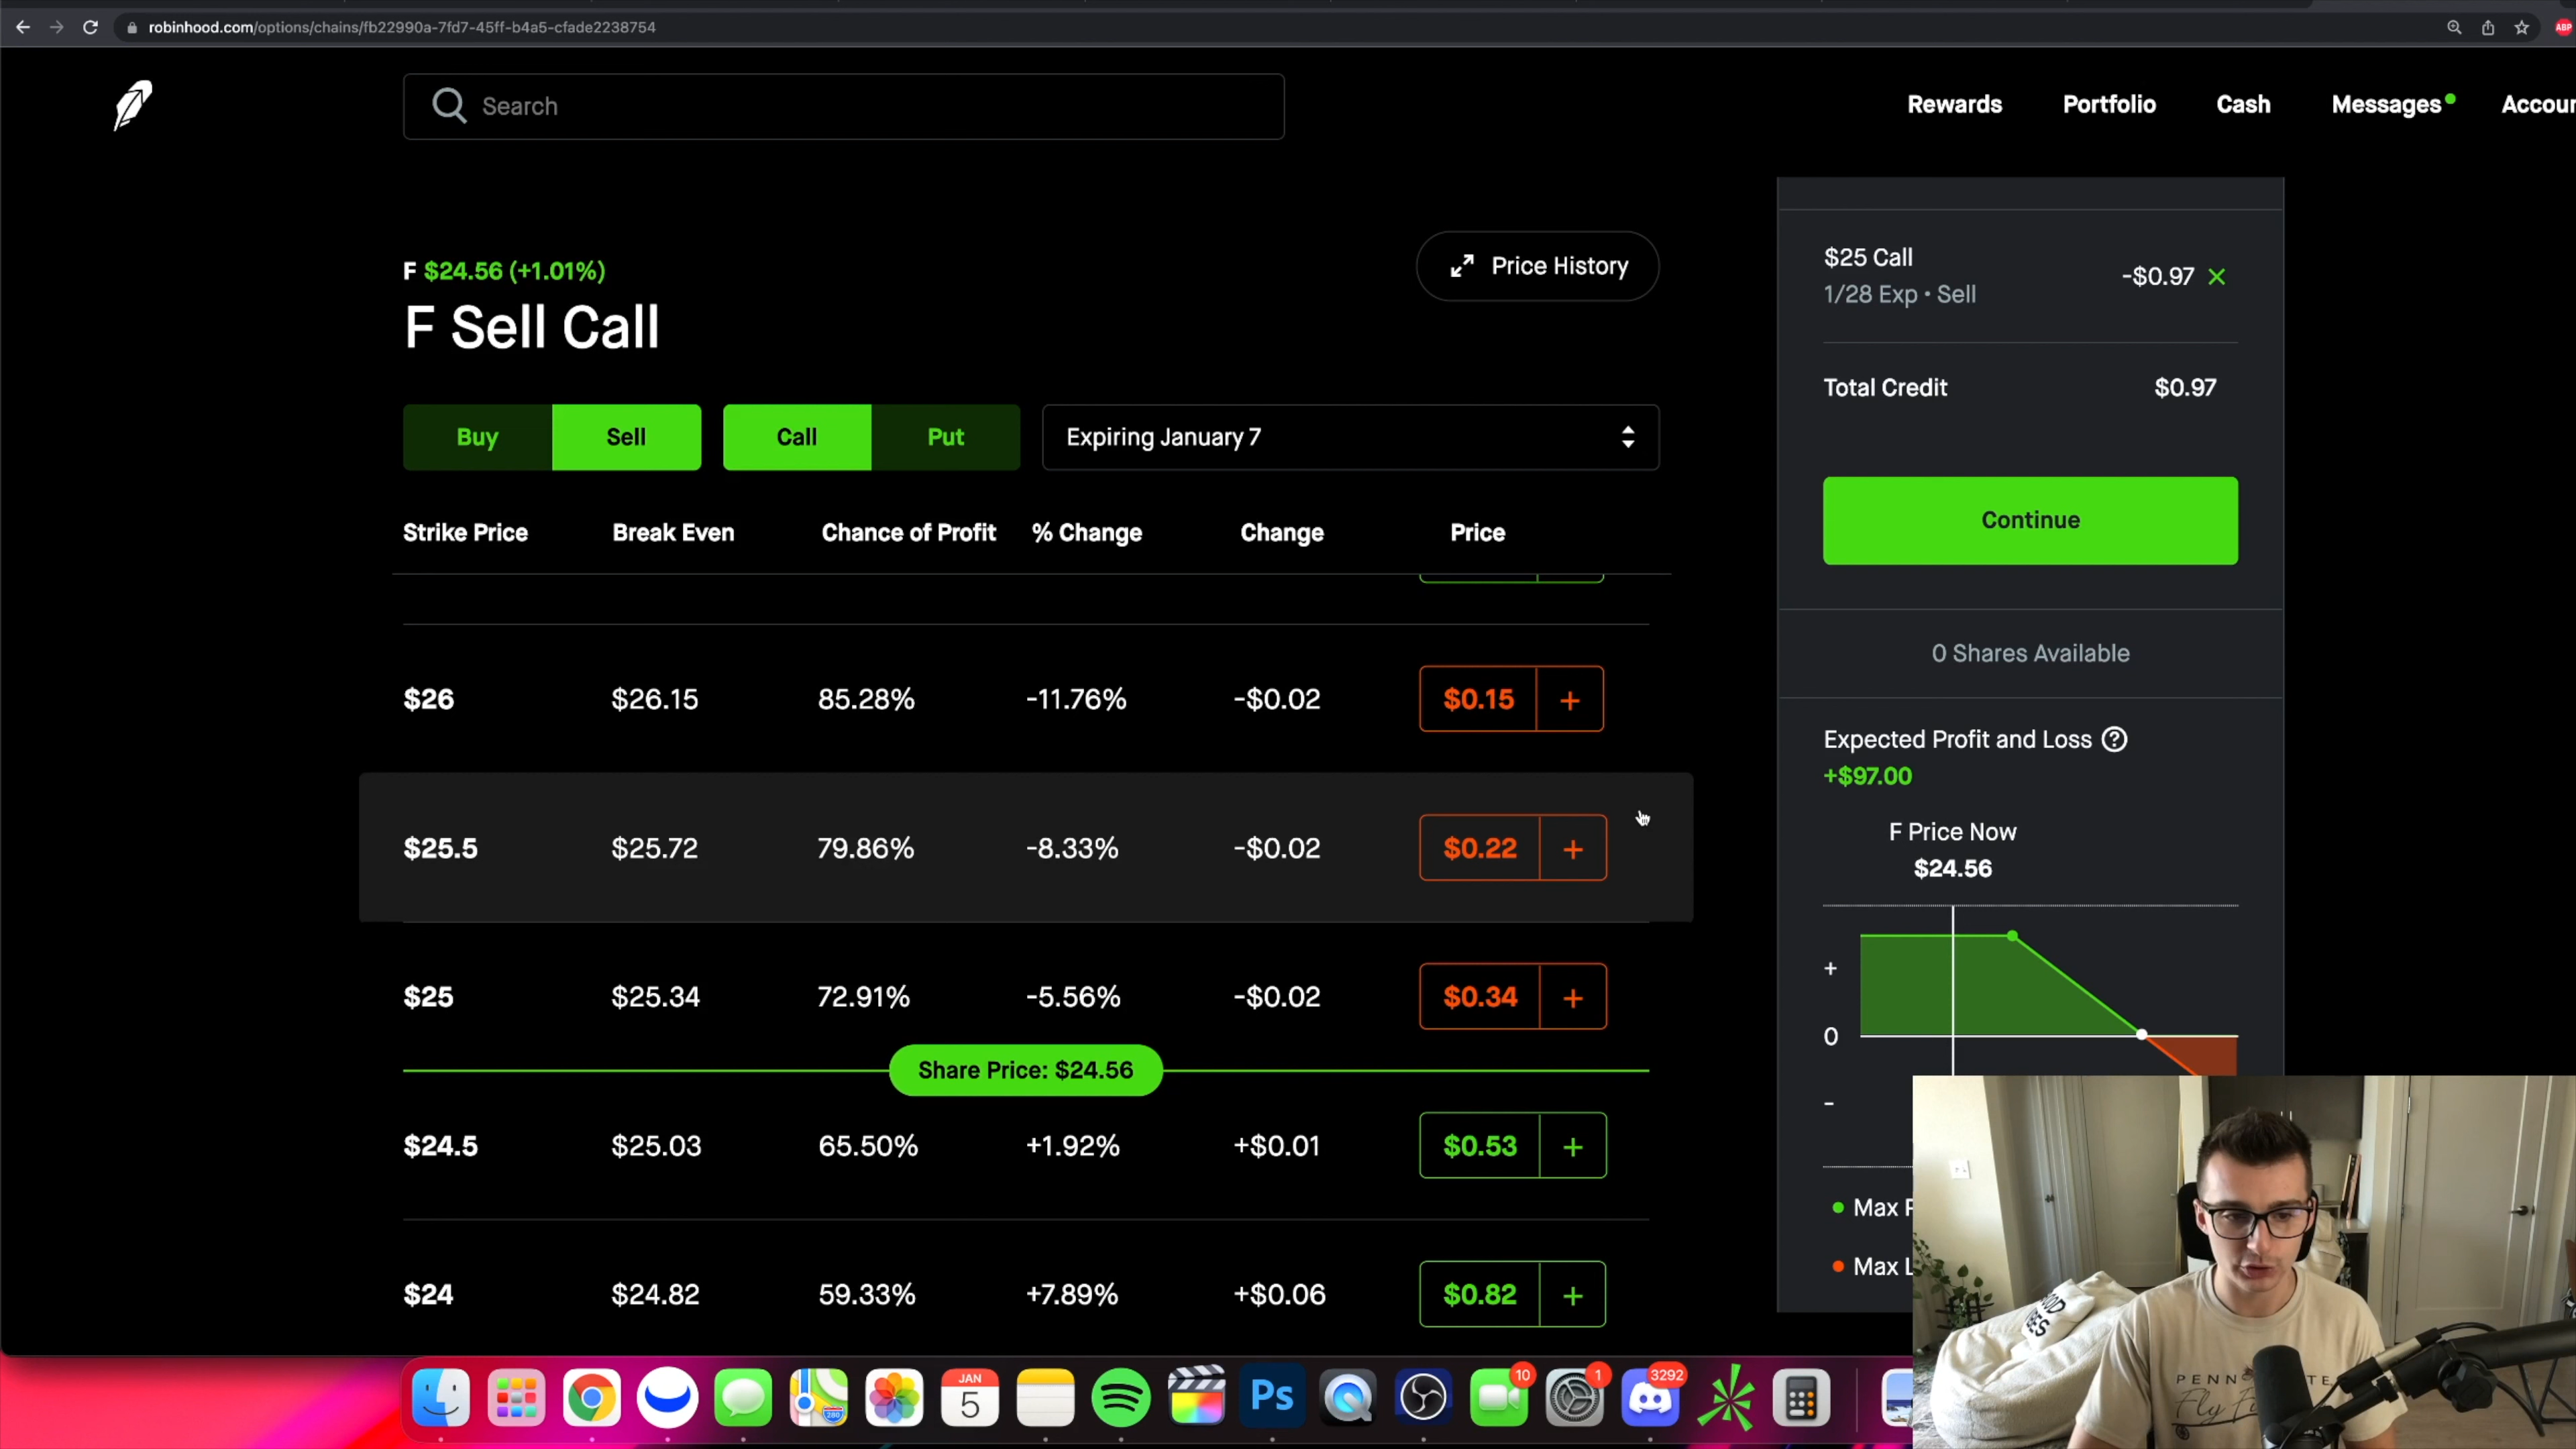 robinhood.com/options/chains/fb22990a-7fd7-45ff-b4a5-cfade2238754
ABP
Search
Rewards
Portfolio
Cash
Messages
Accoun
F $24.56 (+1.01%)
F Sell Call
Price History
Buy
Sell
Call
Put
Expiring January 7
Strike Price Break Even Chance of Profit % Change Change Price
$26 $26.15 85.28% -11.76% -$0.02 $0.15 +
$25.5 $25.72 79.86% -8.33% -$0.02 $0.22 +
$25 $25.34 72.91% -5.56% -$0.02 $0.34 +
Share Price: $24.56
$24.5 $25.03 65.50% +1.92% +$0.01 $0.53 +
$24 $24.82 59.33% +7.89% +$0.06 $0.82 +
$25 Call
1/28 Exp • Sell
-$0.97
Total Credit $0.97
Continue
0 Shares Available
Expected Profit and Loss ?
+$97.00
F Price Now
$24.56
+
0
-
Max P
Max L
JAN
5
Ps
280
10
1
3292
PENN
Fly